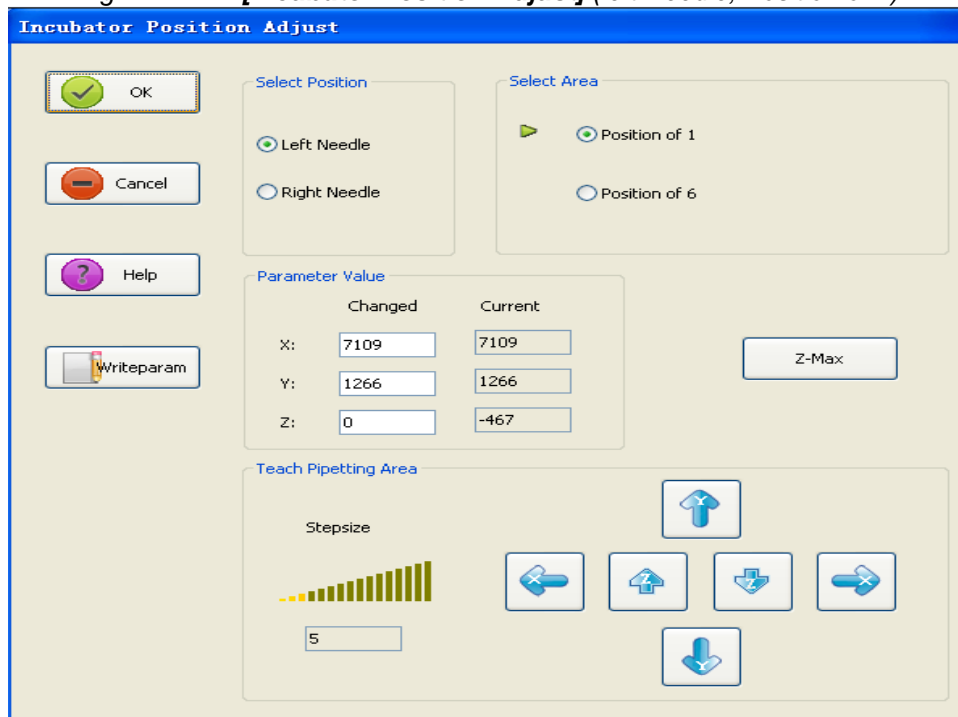 Incubator Position Adjust
OK
Cancel
Help
Writeparam
Select Position
Left Needle
Right Needle
Select Area
Position of 1
Position of 6
Parameter Value
Changed Current
X: 7109 7109
Y: 1266 1266
Z: 0 -467
Z-Max
Teach Pipetting Area
Stepsize
5
Y
X Z Z X
Y